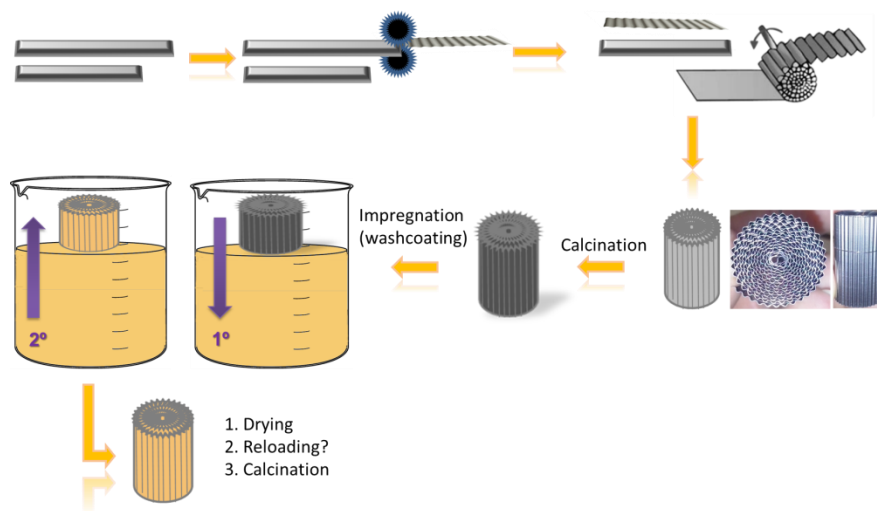 Calcination
Impregnation
(washcoating)
1º
2º
1. Drying
2. Reloading?
3. Calcination